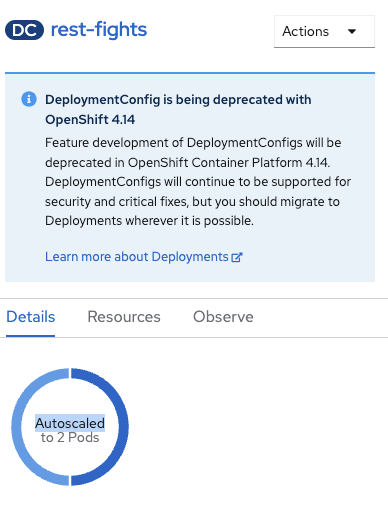 DC rest-fights
Actions
DeploymentConfig is being deprecated with
OpenShift 4.14
Feature development of DeploymentConfigs will be
deprecated in OpenShift Container Platform 4.14.
DeploymentConfigs will continue to be supported for
security and critical fixes, but you should migrate to
Deployments wherever it is possible.
Learn more about Deployments
Details Resources Observe
Autoscaled
to 2 Pods